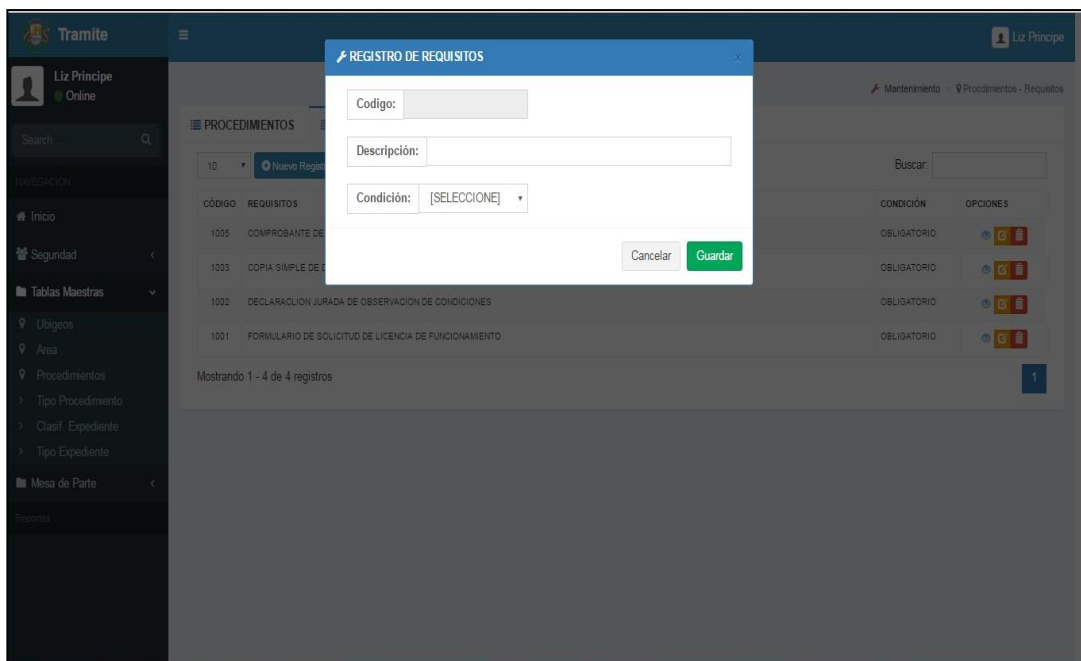 Tramite
Liz Principe
Liz Principe
Online
Mantenimiento > Procdimientos - Requisitos
Search...
NAVEGACION
Inicio
Seguridad
Tablas Maestras
Ubigeos
Area
Procedimientos
Tipo Procedimiento
Clasif. Expediente
Tipo Expediente
Mesa de Parte
Reportes
REGISTRO DE REQUISITOS
×
Codigo:
Descripción:
Condición: [SELECCIONE]
Cancelar Guardar
PROCEDIMIENTOS
10 Nuevo Regist
Buscar:
CÓDIGO REQUISITOS CONDICIÓN OPCIONES
1005 COMPROBANTE DE OBLIGATORIO
1003 COPIA SIMPLE DE OBLIGATORIO
1002 DECLARACLION JURADA DE OBSERVACION DE CONDICIONES OBLIGATORIO
1001 FORMULARIO DE SOLICITUD DE LICENCIA DE FUNCIONAMIENTO OBLIGATORIO
Mostrando 1 - 4 de 4 registros
1